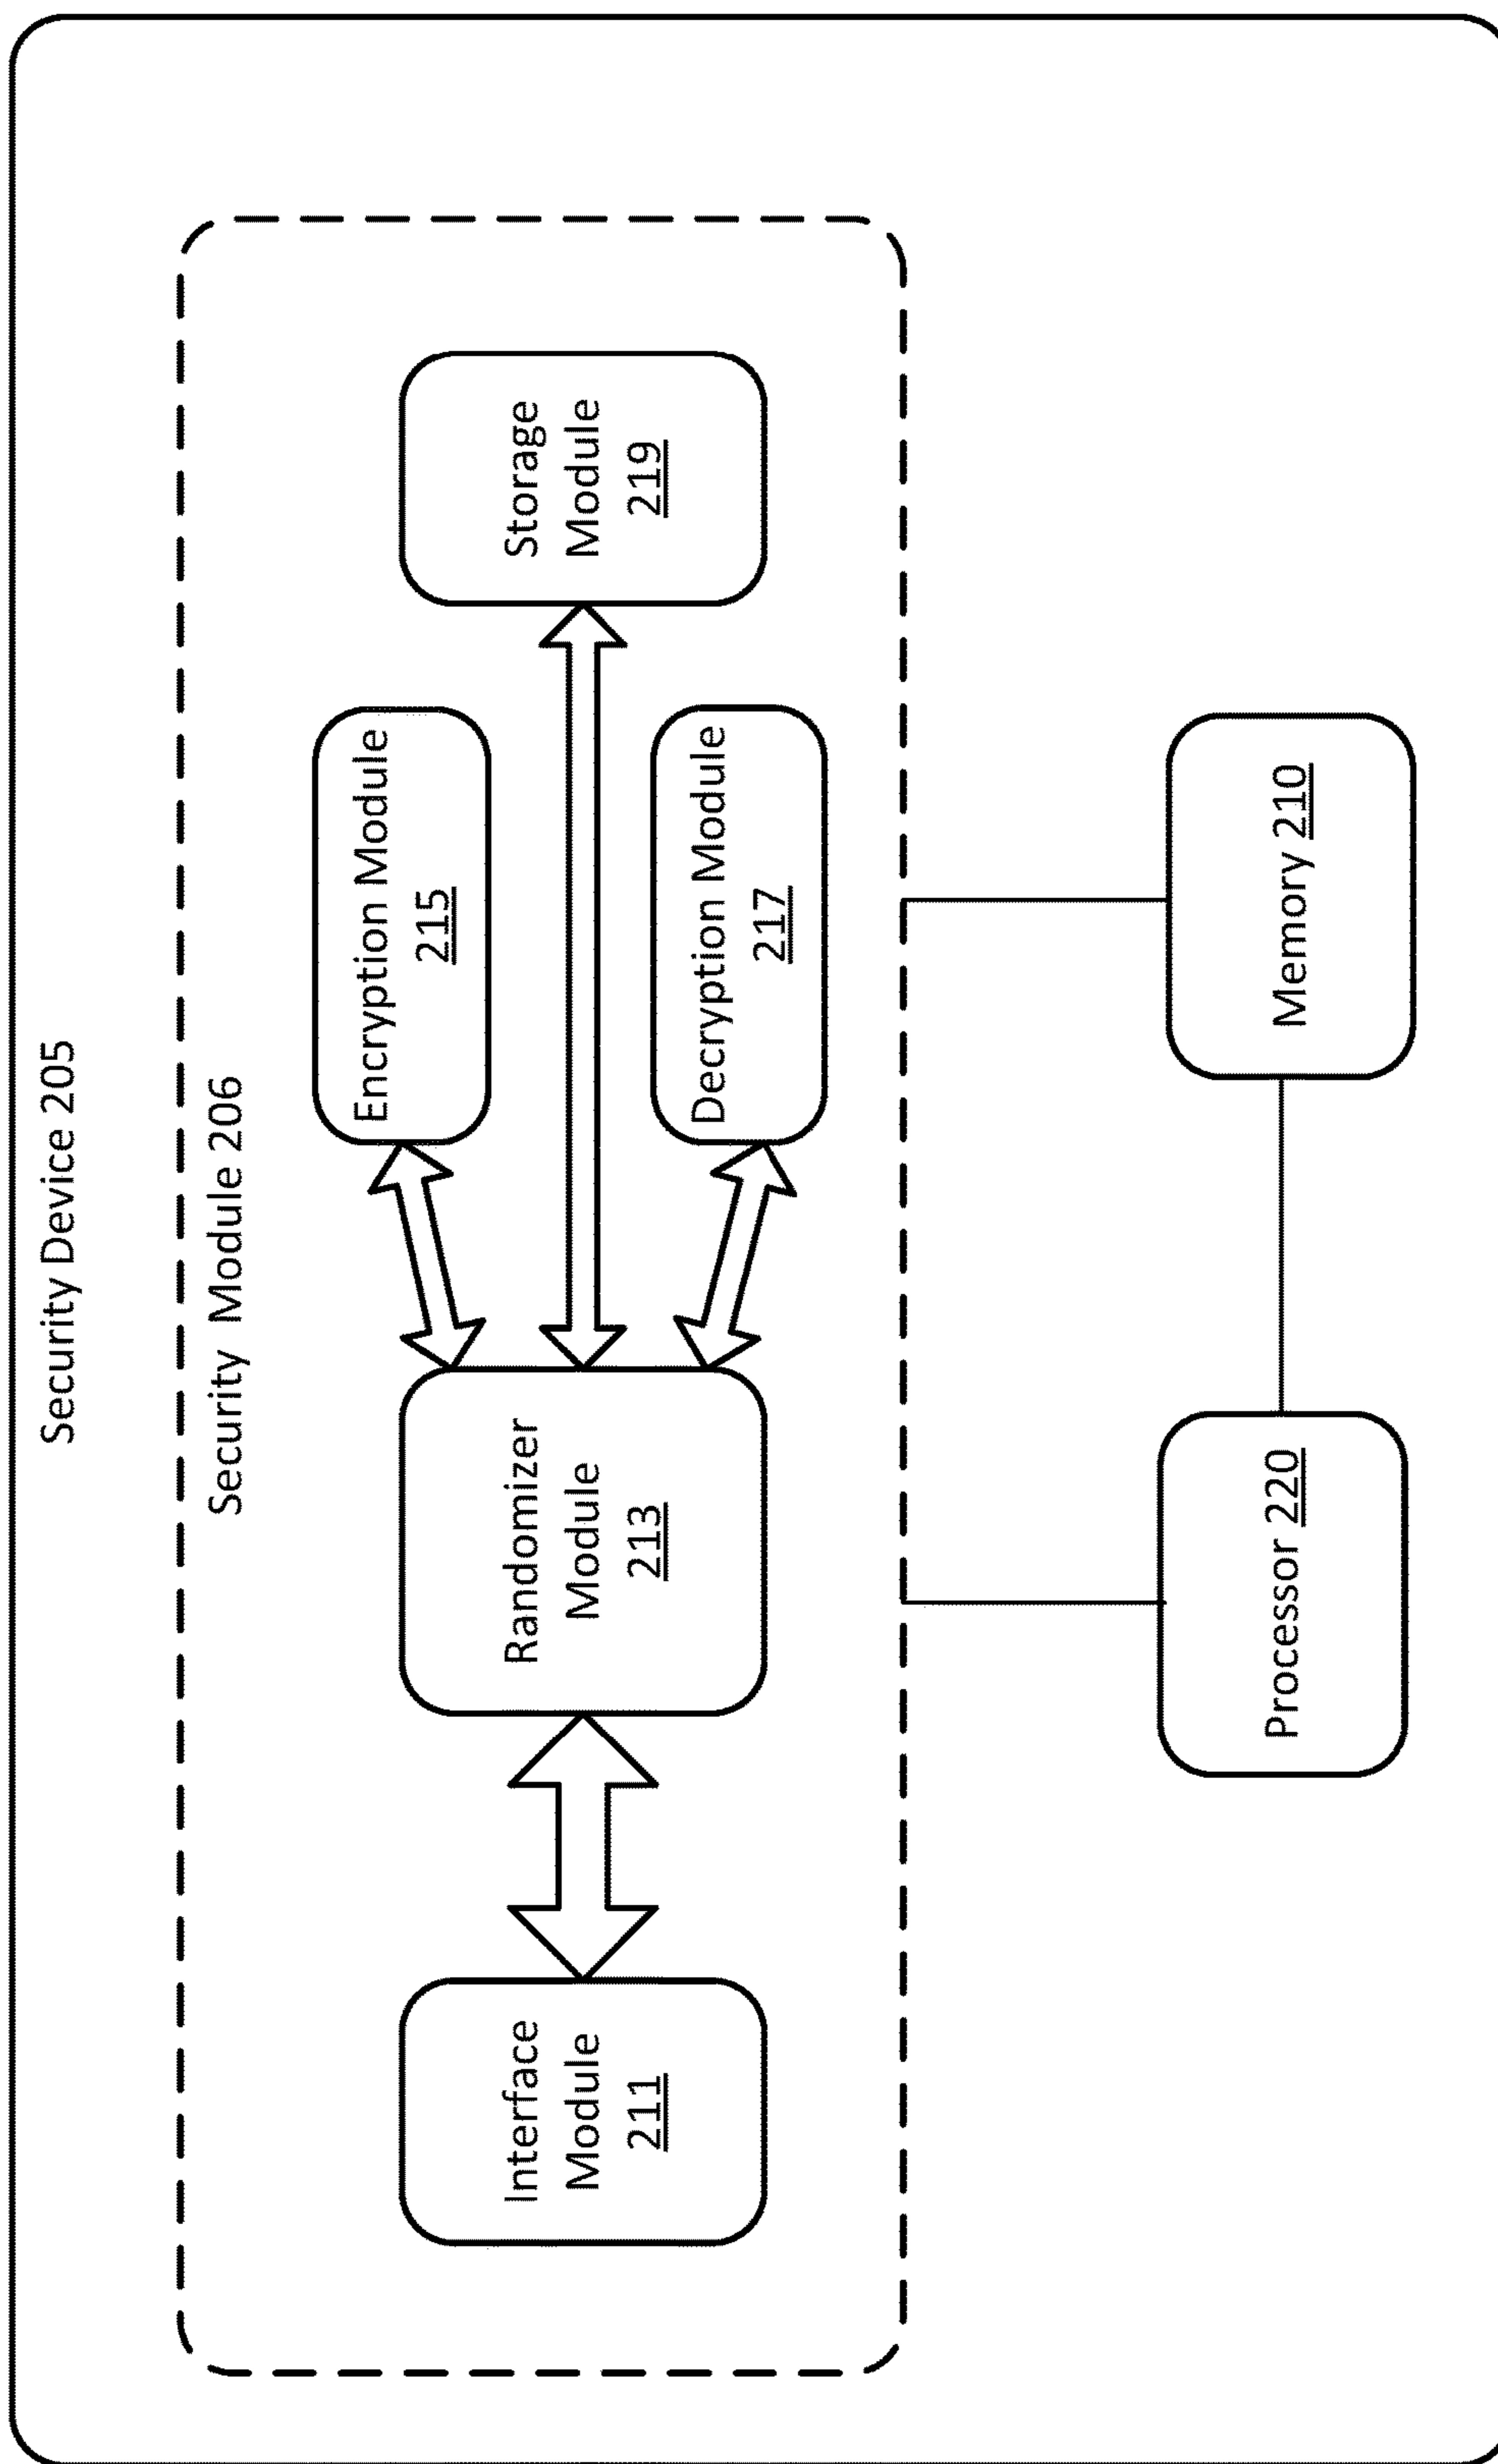 Security Device 205
Security Module 206
Interface
Module
211
Randomizer
Module
213
Encryption Module
215
Decryption Module
217
Storage
Module
219
Processor 220
Memory 210